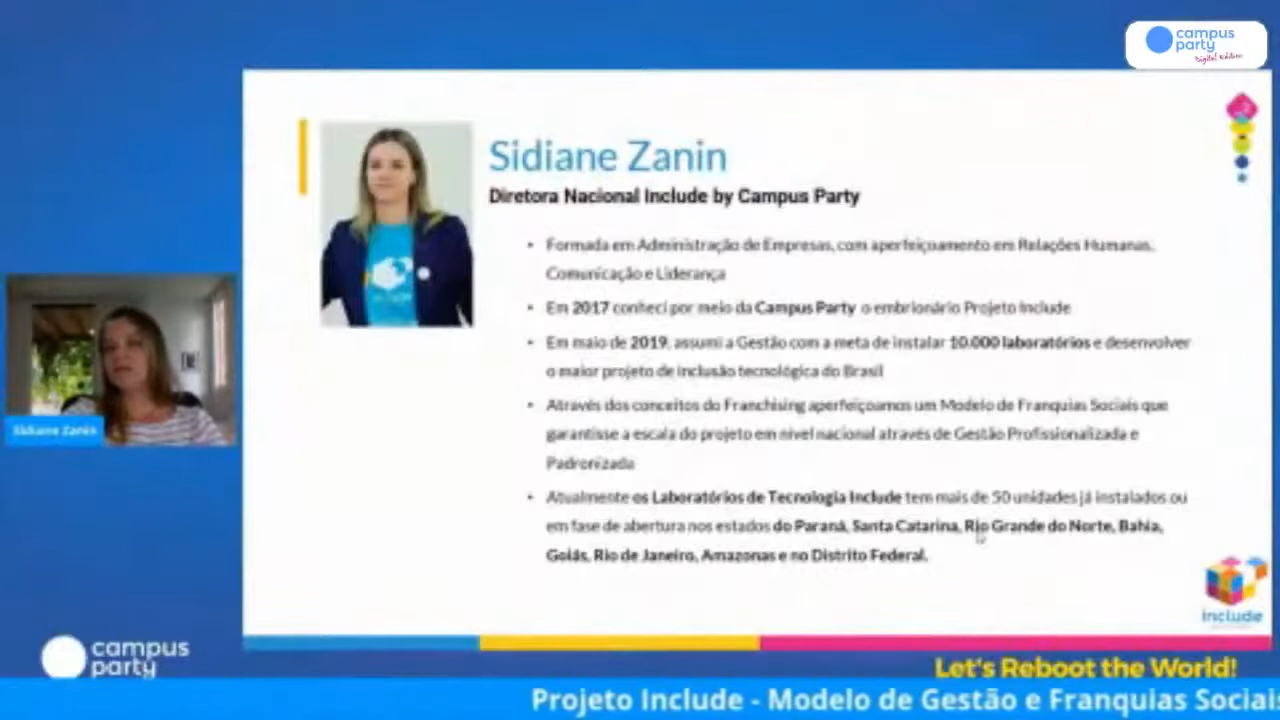 campus
party
Digital Edition
Sidiane Zanin
Diretora Nacional Include by Campus Party
• Formada em Administração de Empresas, com aperfeiçoamento em Relações Humanas,
Comunicação e Liderança
• Em 2017 conheci por meio da Campus Party o embrionário Projeto Include
• Em maio de 2019, assumi a Gestão com a meta de instalar 10.000 laboratórios e desenvolver
o maior projeto de inclusão tecnológica do Brasil
• Através dos conceitos do Franchising aperfeiçoamos um Modelo de Franquias Sociais que
garantisse a escala do projeto em nível nacional através de Gestão Profissionalizada e
Padronizada
• Atualmente os Laboratórios de Tecnologia Include tem mais de 50 unidades já instalados ou
em fase de abertura nos estados do Paraná, Santa Catarina, Rio Grande do Norte, Bahia,
Goiás, Rio de Janeiro, Amazonas e no Distrito Federal.
include
Sidiane Zanin
include
campus
party
Let's Reboot the World!
Projeto Include - Modelo de Gestão e Franquias Sociais